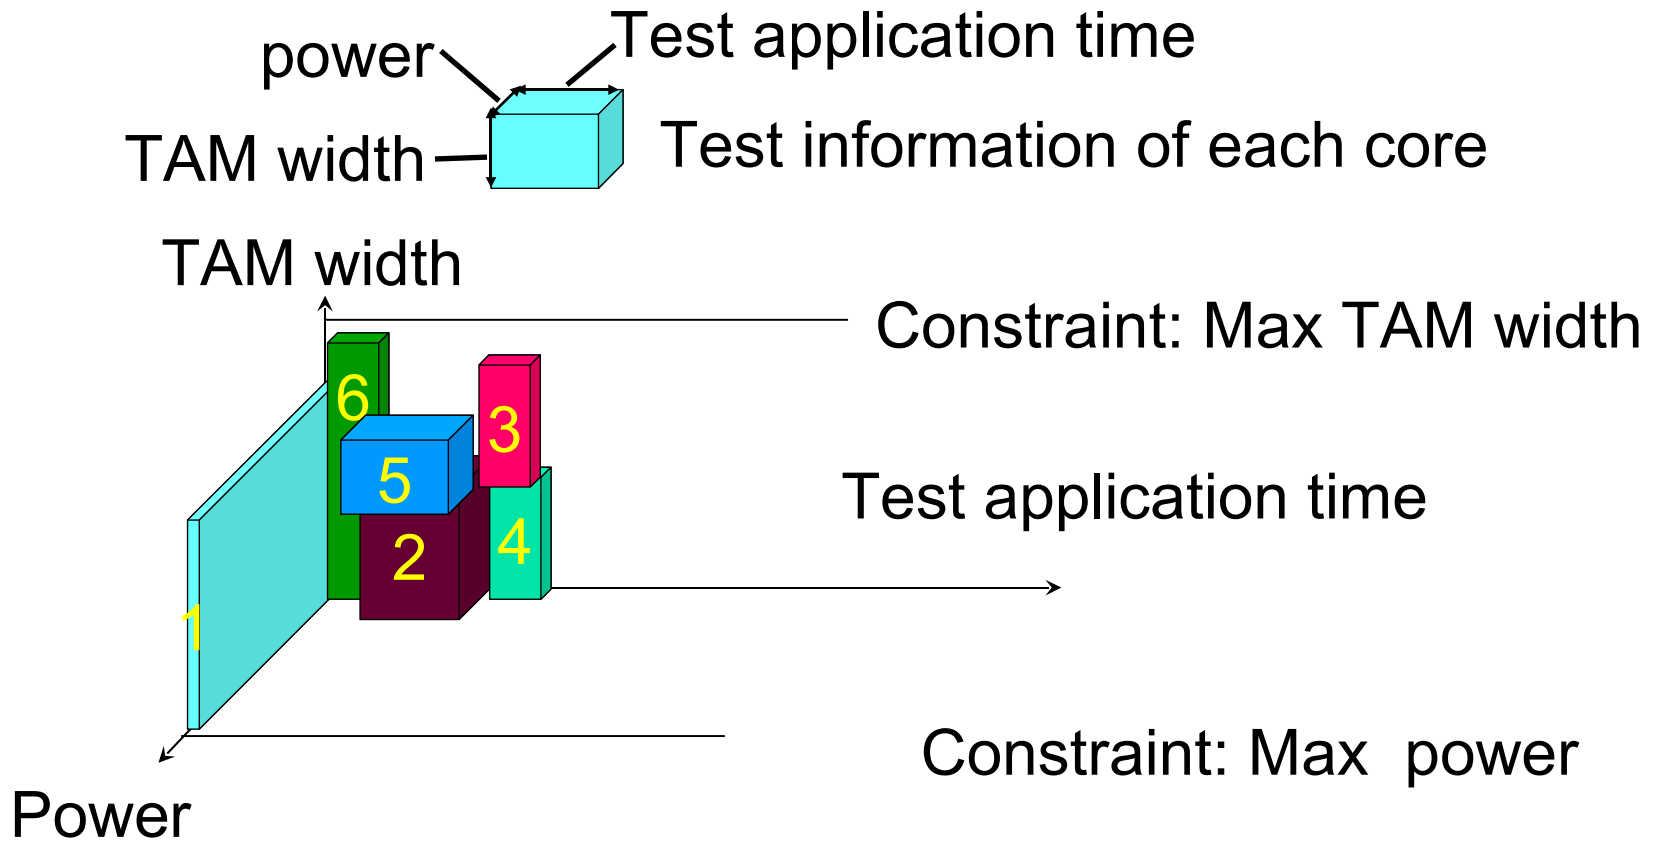 Test application time
power
TAM width
Test information of each core
TAM width
Constraint: Max TAM width
6
3
5
Test application time
2
4
1
Constraint: Max power
Power